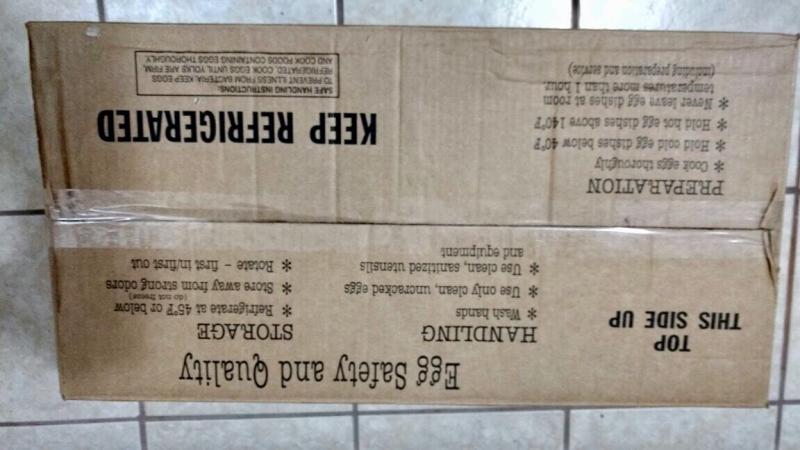 Egg Safety and Quality
TOP
THIS SIDE UP
HANDLING
* Wash hands
* Use only clean, uncracked eggs
* Use clean, sanitized utensils
and equipment
STORAGE
* Refrigerate at 45°F or below
(do not freeze)
* Store away from strong odors
* Rotate – first in/first out
PREPARATION
* Cook eggs thoroughly
* Hold cold egg dishes below 40°F
* Hold hot egg dishes above 140°F
* Never leave egg dishes at room
temperatures more than 1 hour
(including preparation and service)
KEEP REFRIGERATED
SAFE HANDLING INSTRUCTIONS:
TO PREVENT ILLNESS FROM BACTERIA: KEEP EGGS
REFRIGERATED, COOK EGGS UNTIL YOLKS ARE FIRM,
AND COOK FOODS CONTAINING EGGS THOROUGHLY.